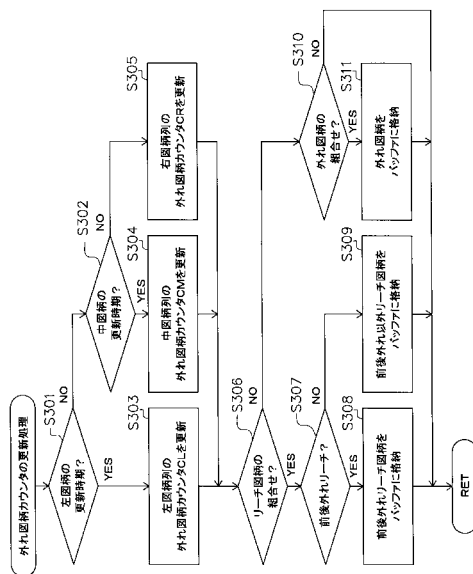 外れ図柄カウンタの更新処理
S301
左図柄の
更新時期?
NO
YES
S302
中図柄の
更新時期?
NO
YES
S303
左図柄列の
外れ図柄カウンタCLを更新
S304
中図柄列の
外れ図柄カウンタCMを更新
S305
右図柄列の
外れ図柄カウンタCRを更新
S306
リーチ図柄の
組合せ?
NO
YES
S307
前後外れリーチ?
NO
YES
S308
前後外れリーチ図柄を
バッファに格納
S309
前後外れ以外リーチ図柄を
バッファに格納
S310
外れ図柄の
組合せ?
NO
YES
S311
外れ図柄を
バッファに格納
RET